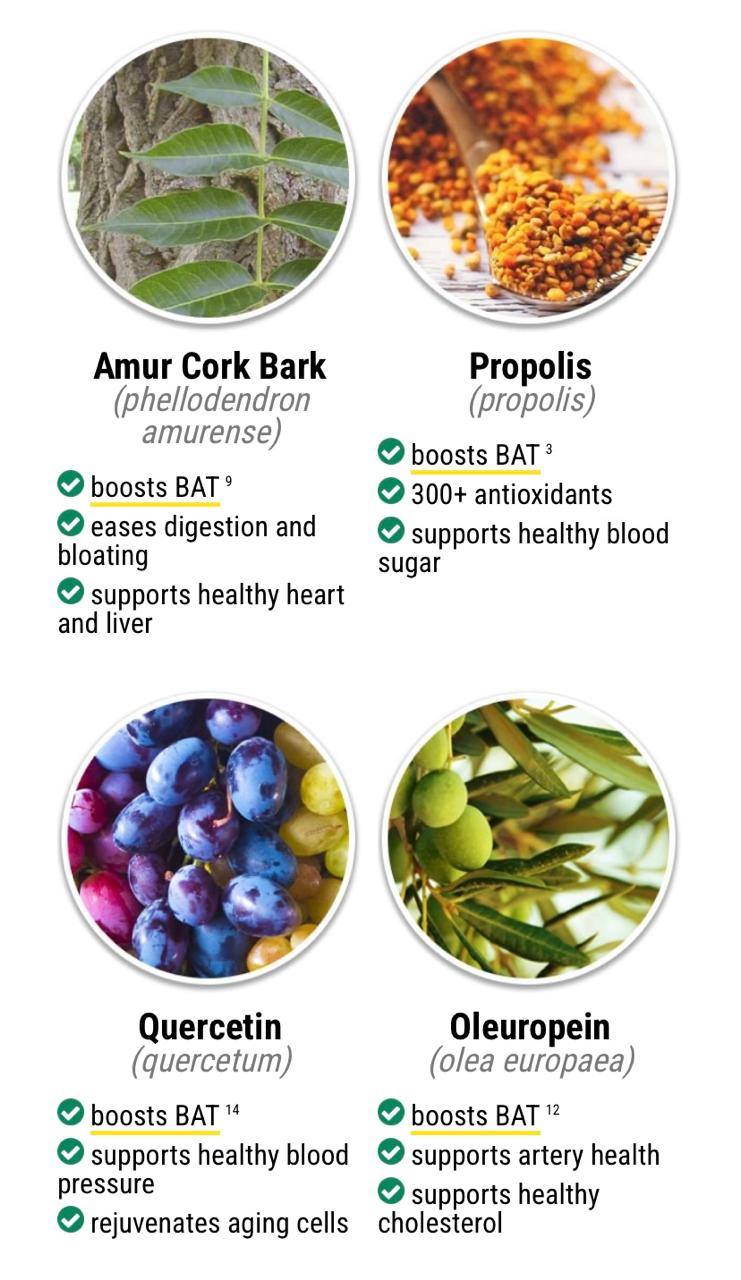 Amur Cork Bark
(phellodendron
amurense)
boosts BAT 9
eases digestion and
bloating
supports healthy heart
and liver
Propolis
(propolis)
boosts BAT 3
300+ antioxidants
supports healthy blood
sugar
Quercetin
(quercetum)
boosts BAT 14
supports healthy blood
pressure
rejuvenates aging cells
Oleuropein
(olea europaea)
boosts BAT 12
supports artery health
supports healthy
cholesterol